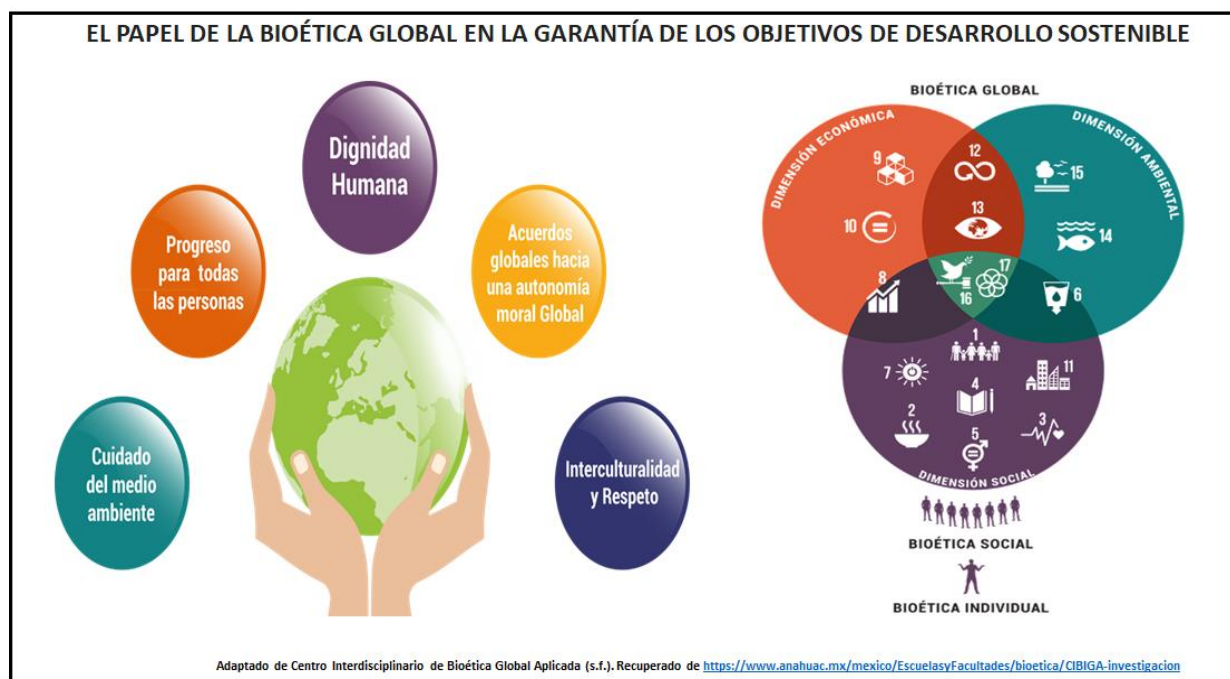 EL PAPEL DE LA BIOÉTICA GLOBAL EN LA GARANTÍA DE LOS OBJETIVOS DE DESARROLLO SOSTENIBLE
Dignidad
Humana
Progreso
para todas
las personas
Acuerdos
globales hacia
una autonomía
moral Global
Cuidado
del medio
ambiente
Interculturalidad
y Respeto
BIOÉTICA GLOBAL
DIMENSIÓN ECONÓMICA
DIMENSIÓN AMBIENTAL
9
12
15
10
13
14
8
17
16
6
1
7
4
11
2
5
3
DIMENSIÓN SOCIAL
BIOÉTICA SOCIAL
BIOÉTICA INDIVIDUAL
Adaptado de Centro Interdisciplinario de Bioética Global Aplicada (s.f.). Recuperado de https://www.anahuac.mx/mexico/EscuelasyFacultades/bioetica/CIBIGA-investigacion